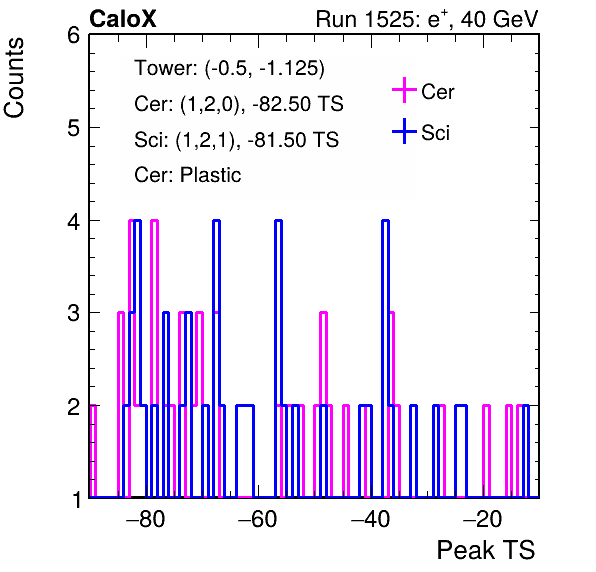 CaloX Run 1525: e⁺, 40 GeV
Counts
6
5
4
3
2
1
Tower: (-0.5, -1.125)
Cer: (1,2,0), -82.50 TS
Sci: (1,2,1), -81.50 TS
Cer: Plastic
Cer
Sci
−80 −60 −40 −20
Peak TS